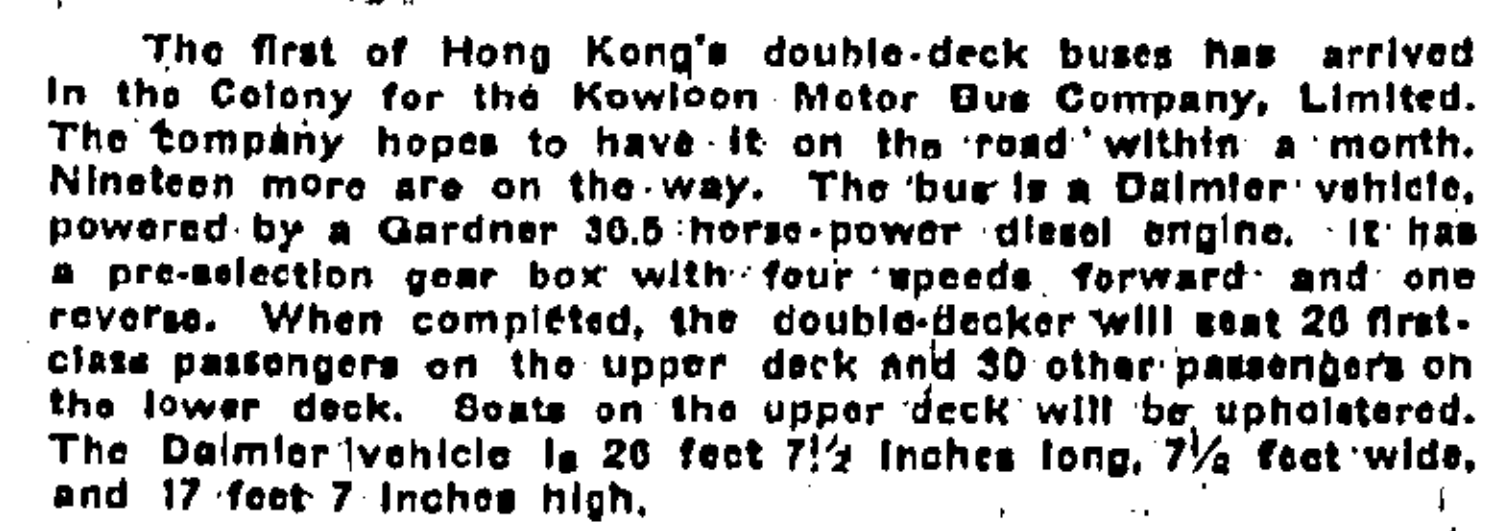 The first of Hong Kong's double-deck buses has arrived
in the Colony for the Kowloon Motor Bus Company, Limited.
The company hopes to have it on the road within a month.
Nineteen more are on the way. The bus is a Daimler vehicle,
powered by a Gardner 36.5 horse-power diesel engine. It has
a pre-selection gear box with four speeds forward and one
reverse. When completed, the double-decker will seat 26 first-
class passengers on the upper deck and 30 other passengers on
the lower deck. Seats on the upper deck will be upholstered.
The Daimler vehicle is 26 feet 7½ inches long, 7½ feet wide,
and 17 feet 7 inches high.